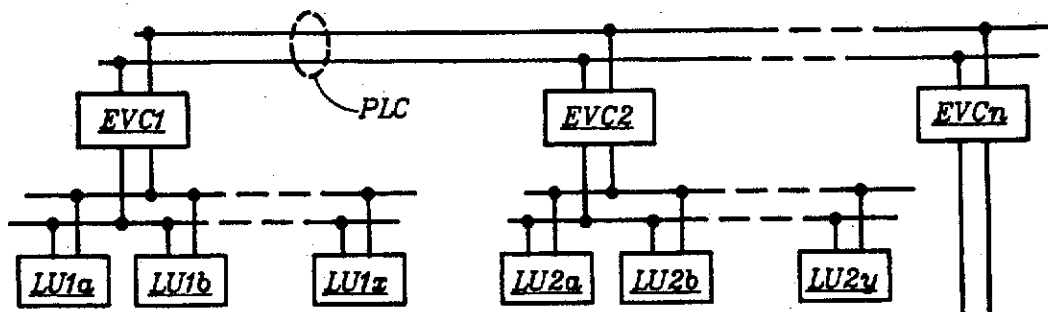 PLC
EVC1
EVC2
EVCn
LU1a
LU1b
LU1x
LU2a
LU2b
LU2y